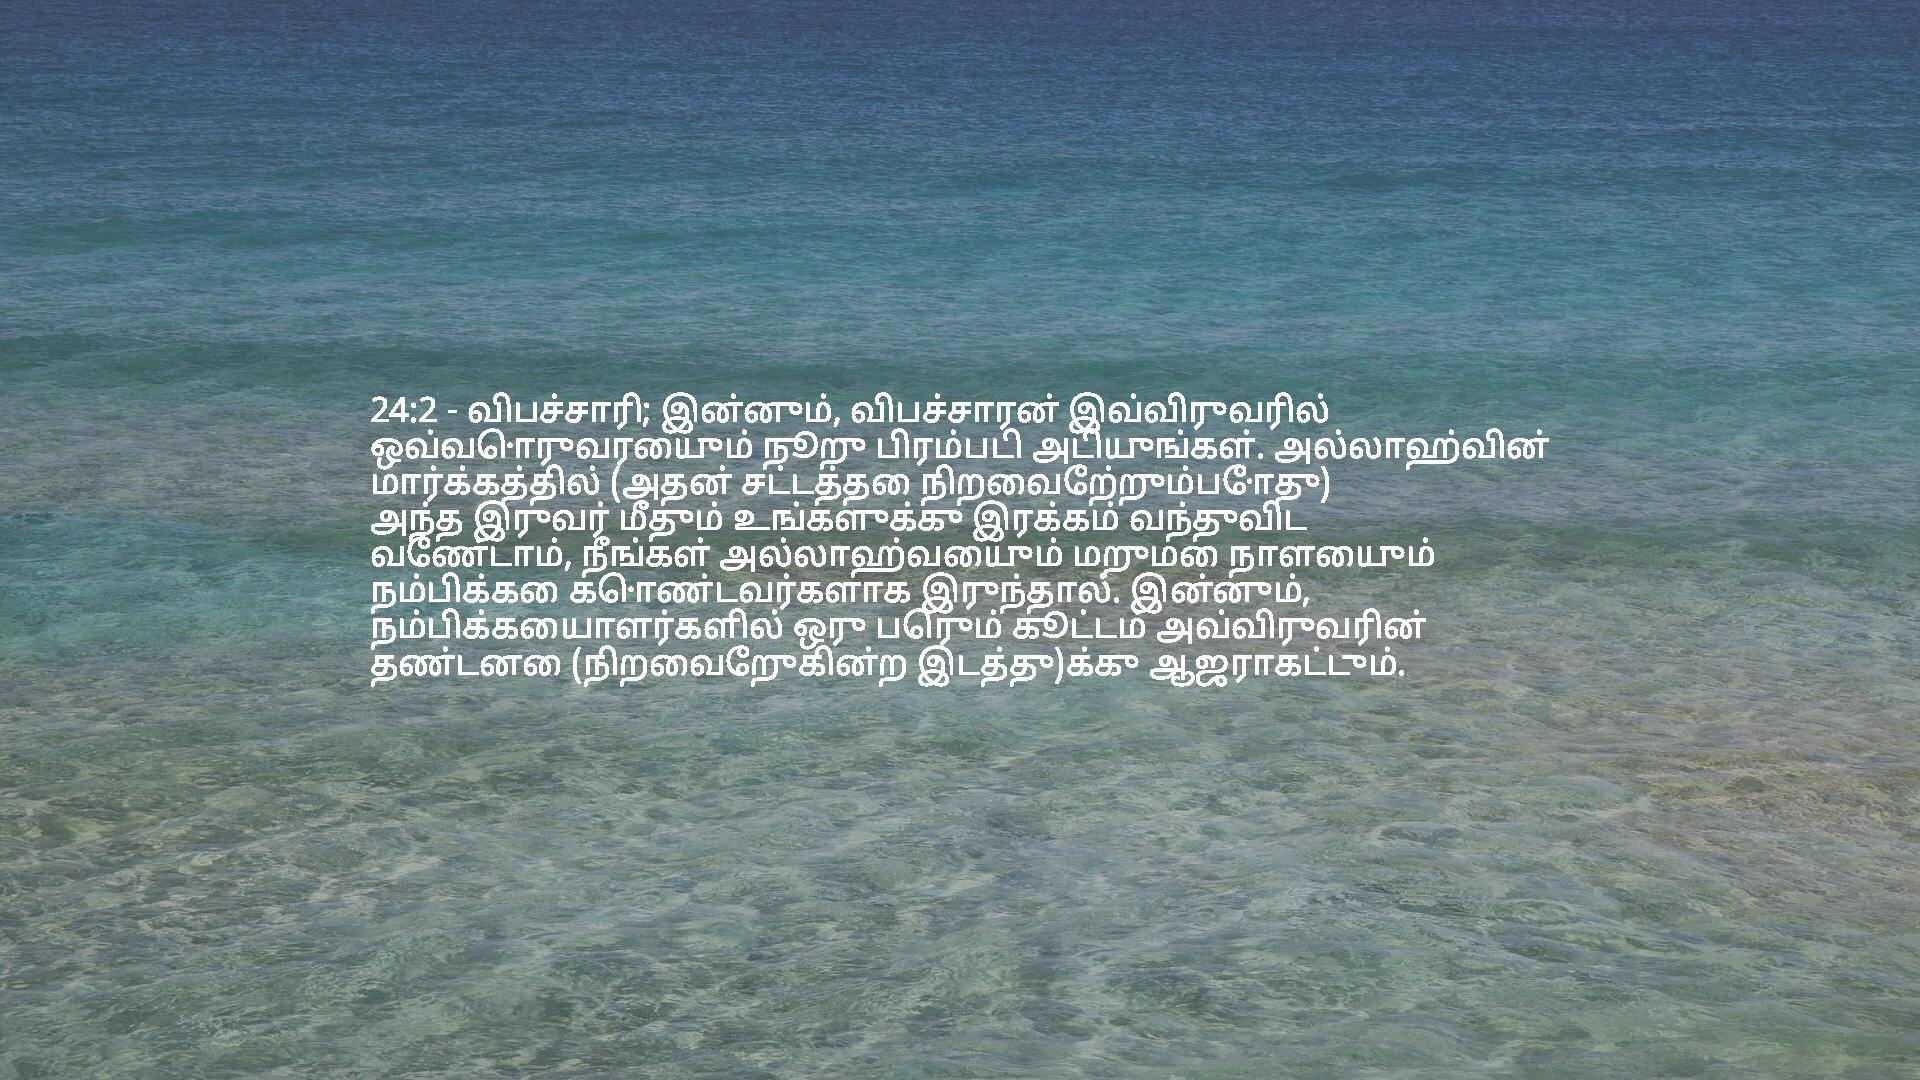 24:2 - விபச்சாரி; இன்னும், விபச்சாரன் இவ்விருவரில்
ஒவ்வொருவரையும் நூறு பிரம்படி அடியுங்கள். அல்லாஹ்வின்
மார்க்கத்தில் (அதன் சட்டத்தை நிறைவேற்றும்போது)
அந்த இருவர் மீதும் உங்களுக்கு இரக்கம் வந்துவிட
வேண்டாம், நீங்கள் அல்லாஹ்வையும் மறுமை நாளையும்
நம்பிக்கை கொண்டவர்களாக இருந்தால். இன்னும்,
நம்பிக்கையாளர்களில் ஒரு பெரும் கூட்டம் அவ்விருவரின்
தண்டனை (நிறைவேறுகின்ற இடத்து)க்கு ஆஜராகட்டும்.